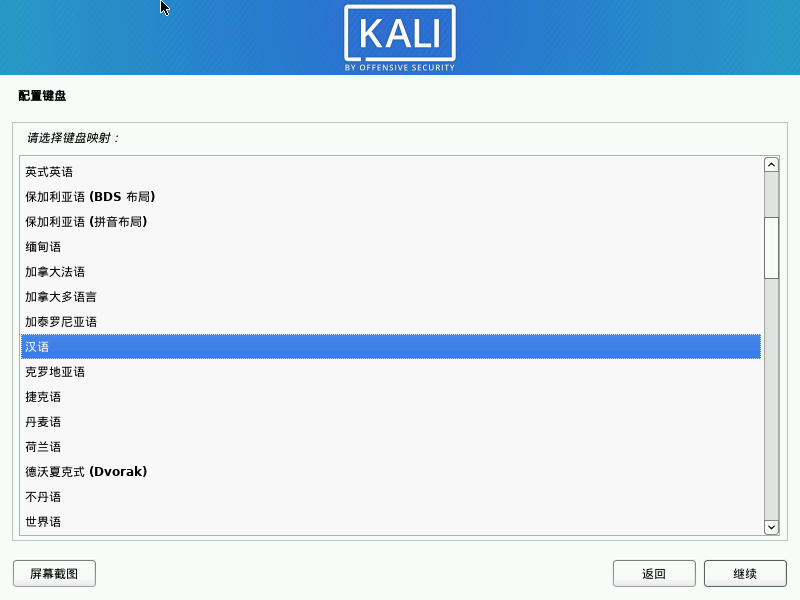 KALI
BY OFFENSIVE SECURITY
配置键盘
请选择键盘映射：
英式英语
保加利亚语 (BDS 布局)
保加利亚语 (拼音布局)
缅甸语
加拿大法语
加拿大多语言
加泰罗尼亚语
汉语
克罗地亚语
捷克语
丹麦语
荷兰语
德沃夏克式 (Dvorak)
不丹语
世界语
屏幕截图
返回
继续